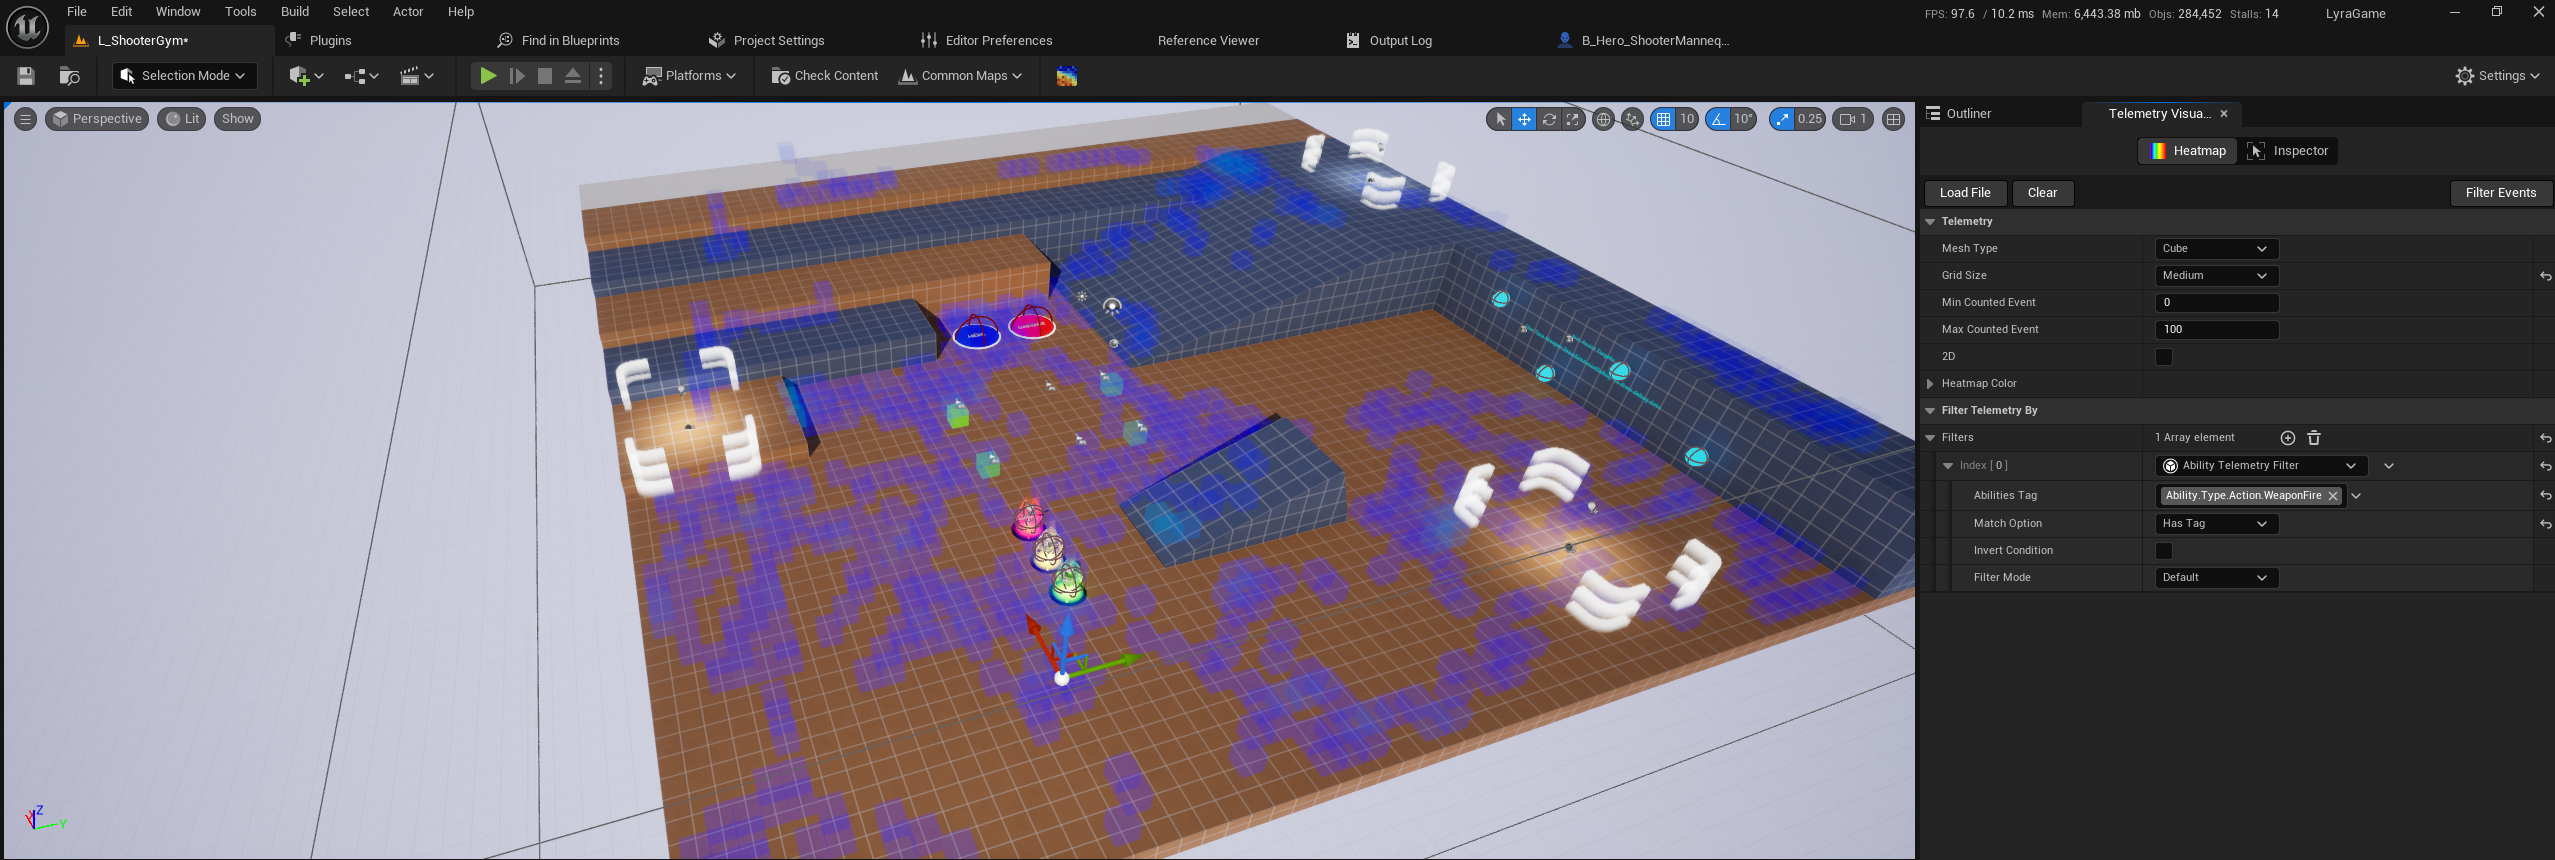 File Edit Window Tools Build Select Actor Help
FPS: 97.6 / 10.2 ms Mem: 6,443.38 mb Objs: 284,452 Stalls: 14 LyraGame
L_ShooterGym* Plugins Find in Blueprints Project Settings Editor Preferences Reference Viewer Output Log B_Hero_ShooterManneq...
Selection Mode Platforms Check Content Common Maps Settings
Perspective Lit Show 10 10° 0.25 1
Outliner Telemetry Visua...
Heatmap Inspector
Load File Clear Filter Events
Telemetry
Mesh Type Cube
Grid Size Medium
Min Counted Event 0
Max Counted Event 100
2D
Heatmap Color
Filter Telemetry By
Filters 1 Array element
Index [ 0 ] Ability Telemetry Filter
Abilities Tag Ability.Type.Action.WeaponFire
Match Option Has Tag
Invert Condition
Filter Mode Default
Z
X
Y